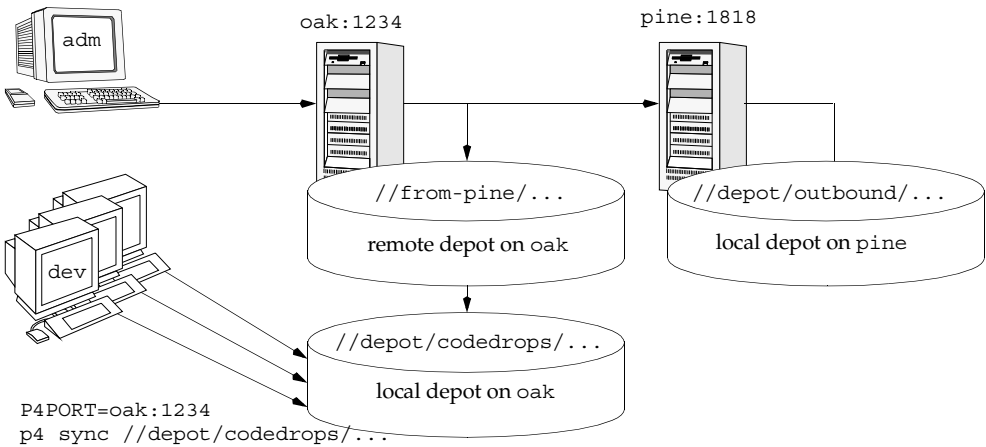 oak:1234
pine:1818
adm
//from-pine/...
remote depot on oak
//depot/outbound/...
local depot on pine
dev
//depot/codedrops/...
local depot on oak
P4PORT=oak:1234
p4 sync //depot/codedrops/...